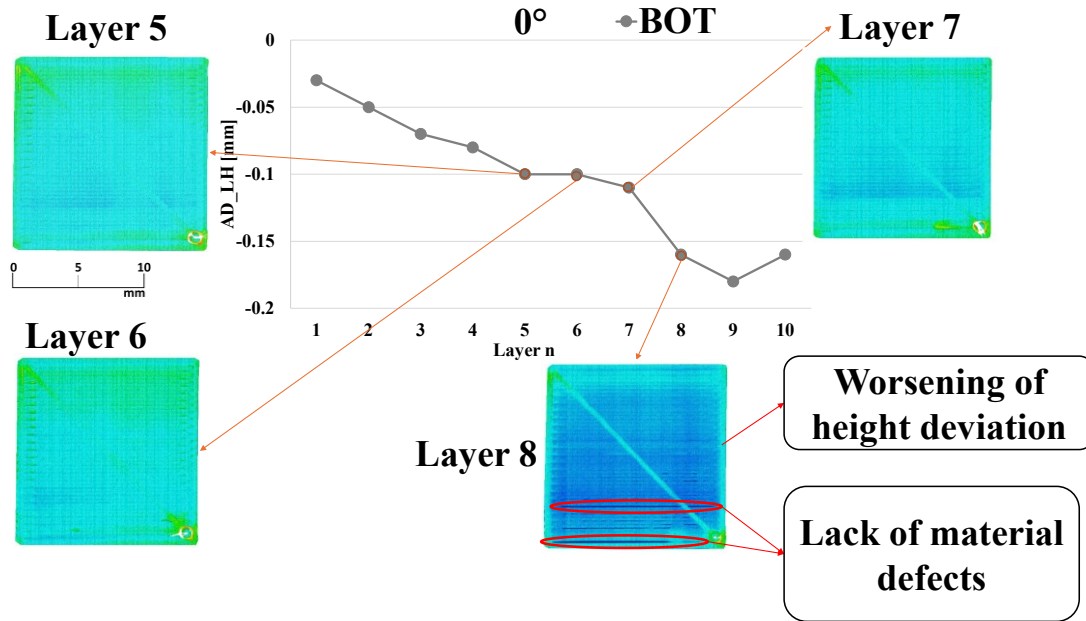 Layer 5
0°
BOT
Layer 7
0
-0.05
-0.1
-0.15
-0.2
AD_LH [mm]
1 2 3 4 5 6 7 8 9 10
Layer n
0 5 10
mm
Layer 6
Layer 8
Worsening of
height deviation
Lack of material
defects